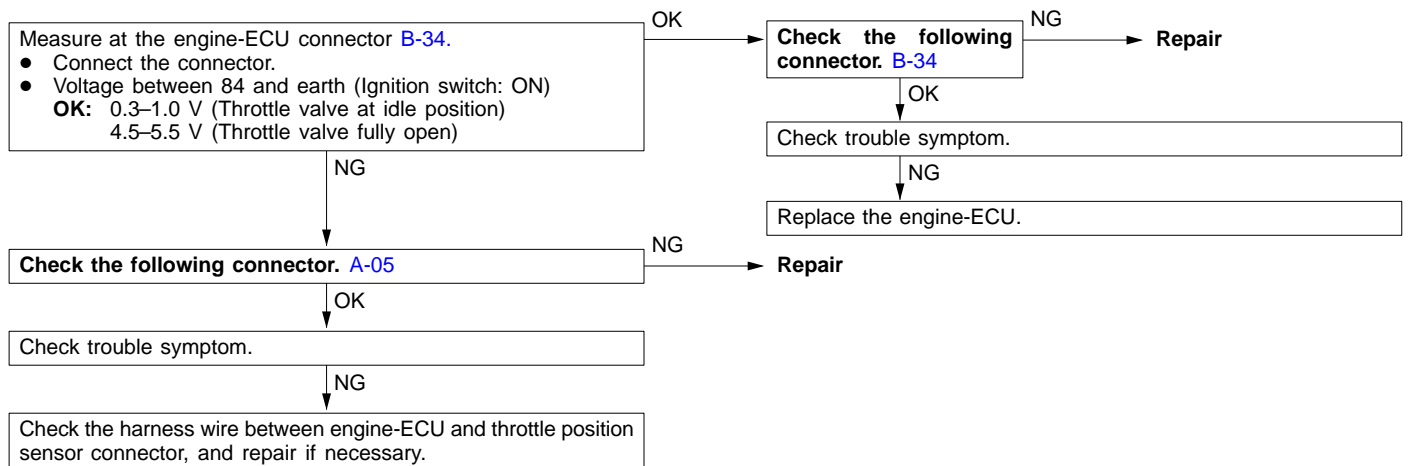 Measure at the engine-ECU connector B-34.
● Connect the connector.
● Voltage between 84 and earth (Ignition switch: ON)
OK: 0.3–1.0 V (Throttle valve at idle position)
4.5–5.5 V (Throttle valve fully open)
OK
Check the following
connector. B-34
NG
Repair
OK
Check trouble symptom.
NG
Replace the engine-ECU.
NG
Check the following connector. A-05
NG
Repair
OK
Check trouble symptom.
NG
Check the harness wire between engine-ECU and throttle position
sensor connector, and repair if necessary.